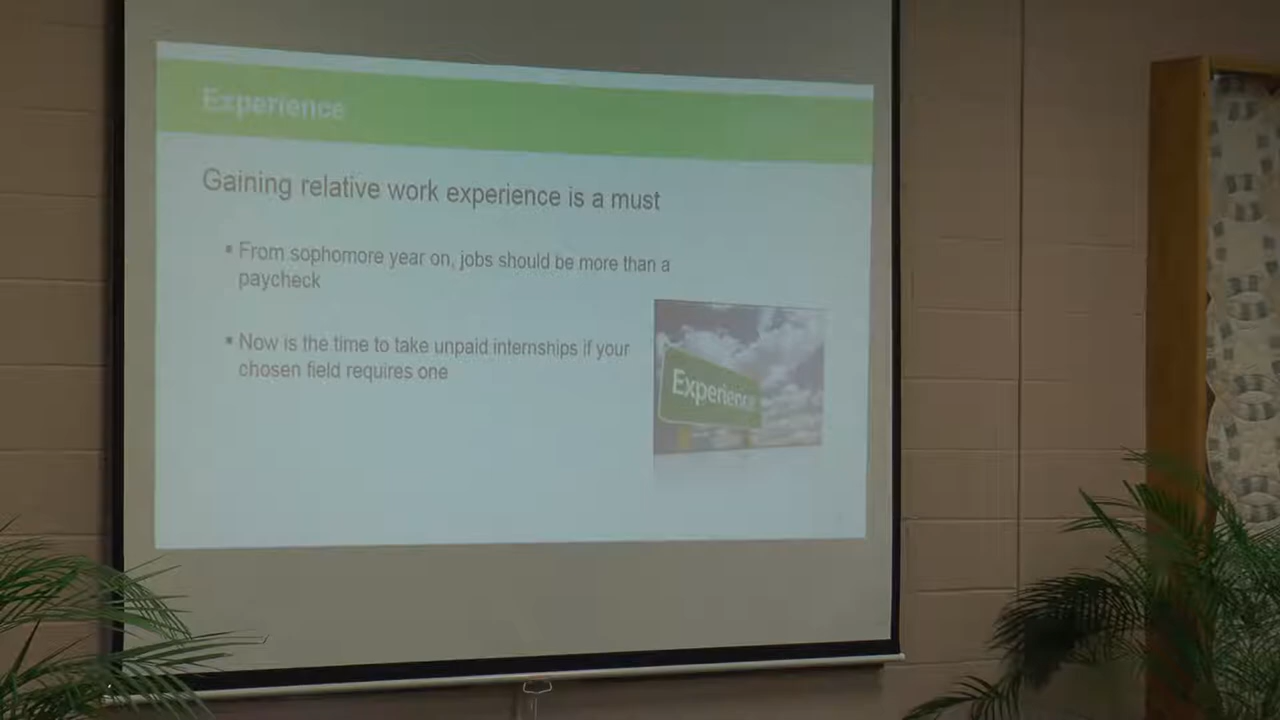 Experience
Gaining relative work experience is a must
▪ From sophomore year on, jobs should be more than a
paycheck
▪ Now is the time to take unpaid internships if your
chosen field requires one
Experience